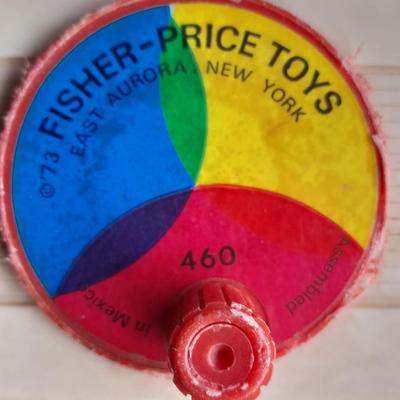 ©'73 FISHER-PRICE TOYS
EAST AURORA, NEW YORK
460
Assembled
in Mexico